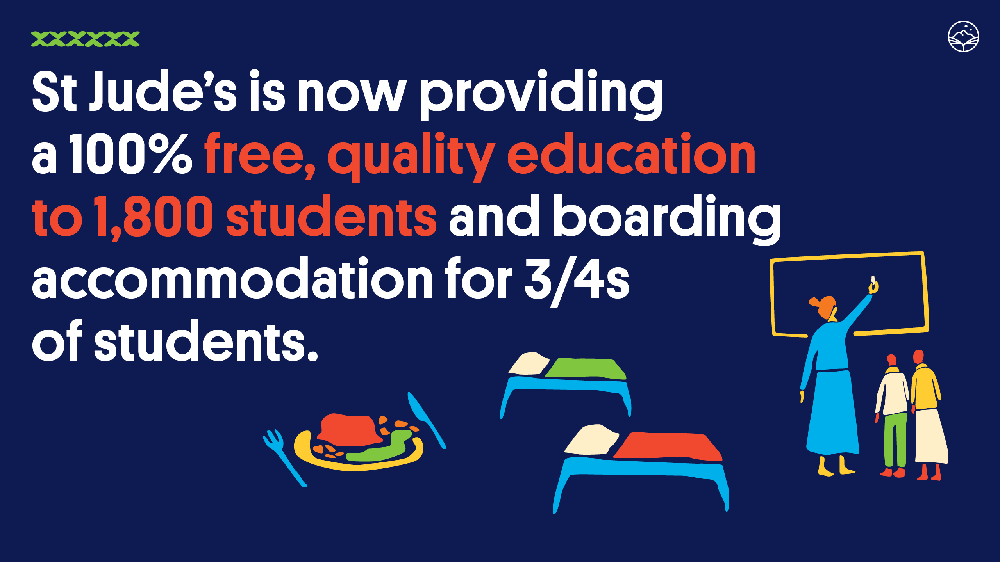 St Jude’s is now providing
a 100% free, quality education
to 1,800 students and boarding
accommodation for 3/4s
of students.